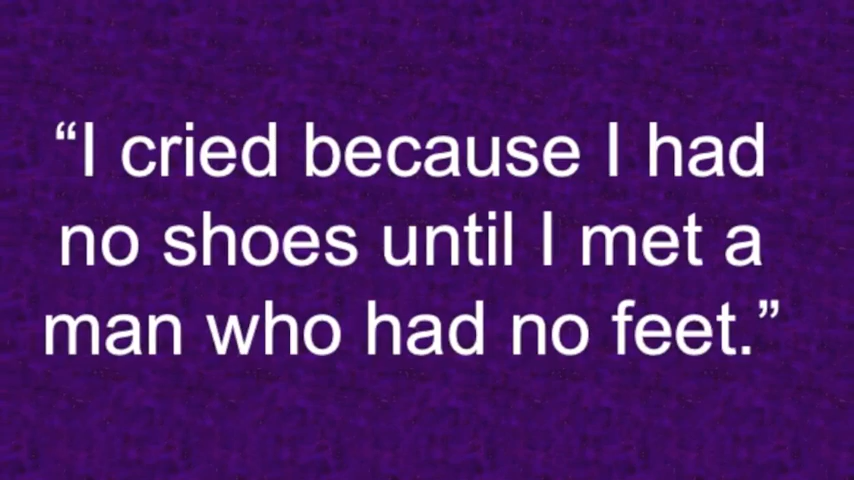 “I cried because I had
no shoes until I met a
man who had no feet.”